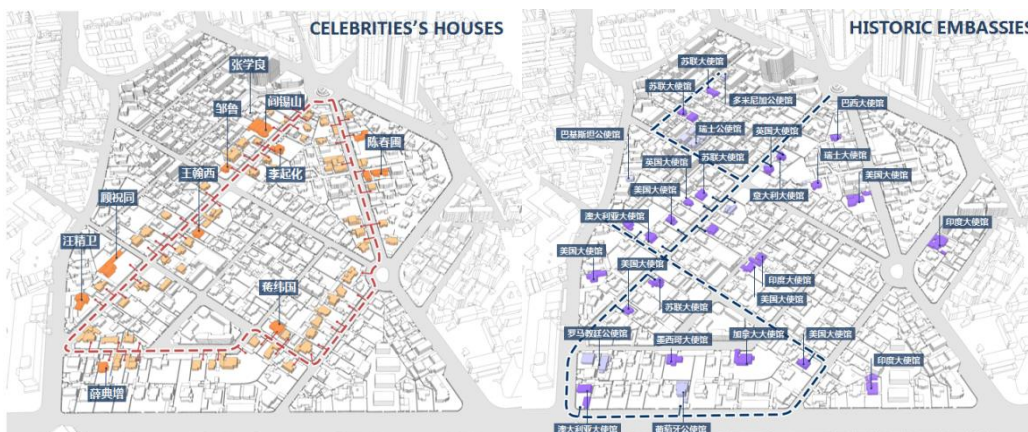 CELEBRITIES'S HOUSES
张学良
邹鲁
阎锡山
陈春圃
王翰西
李起化
顾祝同
汪精卫
蒋纬国
薛典增
HISTORIC EMBASSIES
苏联大使馆
苏联大使馆
多米尼加公使馆
巴西大使馆
巴基斯坦公使馆
瑞士公使馆
英国大使馆
英国大使馆
苏联大使馆
瑞士大使馆
美国大使馆
美国大使馆
意大利大使馆
澳大利亚大使馆
印度大使馆
美国大使馆
美国大使馆
印度大使馆
苏联大使馆
美国大使馆
罗马教廷公使馆
墨西哥大使馆
加拿大大使馆
美国大使馆
印度大使馆
澳大利亚大使馆
葡萄牙公使馆